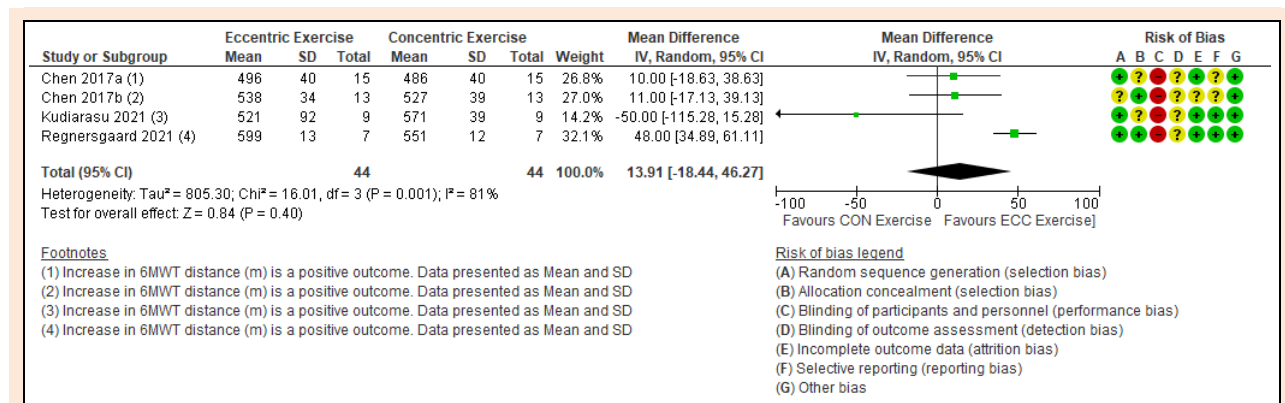 Eccentric Exercise Concentric Exercise Mean Difference Mean Difference Risk of Bias
Study or Subgroup Mean SD Total Mean SD Total Weight IV, Random, 95% CI IV, Random, 95% CI A B C D E F G
Chen 2017a (1) 496 40 15 486 40 15 26.8% 10.00 [-18.63, 38.63] + ? - ? + ? +
Chen 2017b (2) 538 34 13 527 39 13 27.0% 11.00 [-17.13, 39.13] ? + - ? ? ? +
Kudiarasu 2021 (3) 521 92 9 571 39 9 14.2% -50.00 [-115.28, 15.28] + ? - ? + + +
Regnersgaard 2021 (4) 599 13 7 551 12 7 32.1% 48.00 [34.89, 61.11] + + - ? + + +
Total (95% CI) 44 44 100.0% 13.91 [-18.44, 46.27]
Heterogeneity: Tau² = 805.30; Chi² = 16.01, df = 3 (P = 0.001); I² = 81%
Test for overall effect: Z = 0.84 (P = 0.40)
-100 -50 0 50 100
Favours CON Exercise Favours ECC Exercise]
Footnotes
(1) Increase in 6MWT distance (m) is a positive outcome. Data presented as Mean and SD
(2) Increase in 6MWT distance (m) is a positive outcome. Data presented as Mean and SD
(3) Increase in 6MWT distance (m) is a positive outcome. Data presented as Mean and SD
(4) Increase in 6MWT distance (m) is a positive outcome. Data presented as Mean and SD
Risk of bias legend
(A) Random sequence generation (selection bias)
(B) Allocation concealment (selection bias)
(C) Blinding of participants and personnel (performance bias)
(D) Blinding of outcome assessment (detection bias)
(E) Incomplete outcome data (attrition bias)
(F) Selective reporting (reporting bias)
(G) Other bias